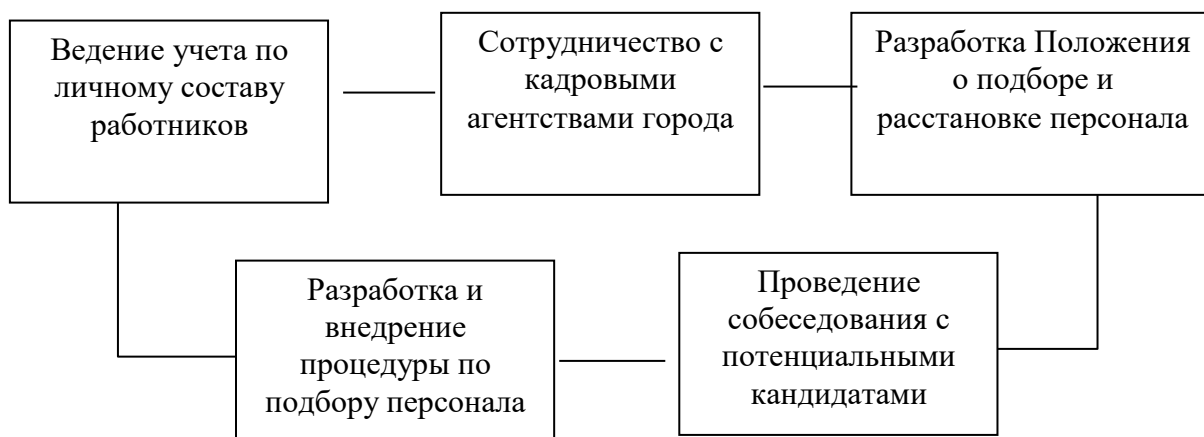 Ведение учета по
личному составу
работников
Сотрудничество с
кадровыми
агентствами города
Разработка Положения
о подборе и
расстановке персонала
Разработка и
внедрение
процедуры по
подбору персонала
Проведение
собеседования с
потенциальными
кандидатами